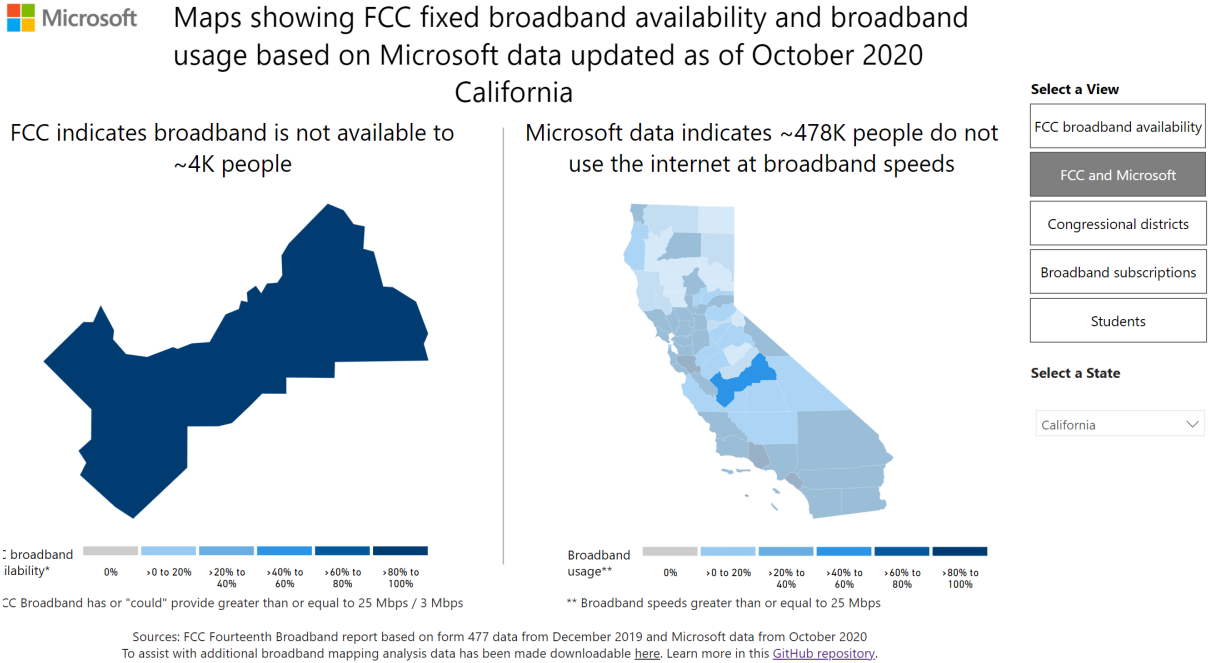 Microsoft
Maps showing FCC fixed broadband availability and broadband
usage based on Microsoft data updated as of October 2020
California
FCC indicates broadband is not available to
~4K people
Microsoft data indicates ~478K people do not
use the internet at broadband speeds
Select a View
FCC broadband availability
FCC and Microsoft
Congressional districts
Broadband subscriptions
Students
Select a State
California
C broadband
ilability*
0%
>0 to 20%
>20% to
40%
>40% to
60%
>60% to
80%
>80% to
100%
CC Broadband has or "could" provide greater than or equal to 25 Mbps / 3 Mbps
Broadband
usage**
0%
>0 to 20%
>20% to
40%
>40% to
60%
>60% to
80%
>80% to
100%
** Broadband speeds greater than or equal to 25 Mbps
Sources: FCC Fourteenth Broadband report based on form 477 data from December 2019 and Microsoft data from October 2020
To assist with additional broadband mapping analysis data has been made downloadable here. Learn more in this GitHub repository.